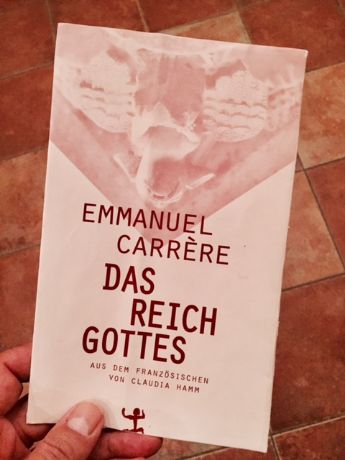 EMMANUEL
CARRÈRE
DAS
REICH
GOTTES
AUS DEM FRANZÖSISCHEN
VON CLAUDIA HAMM